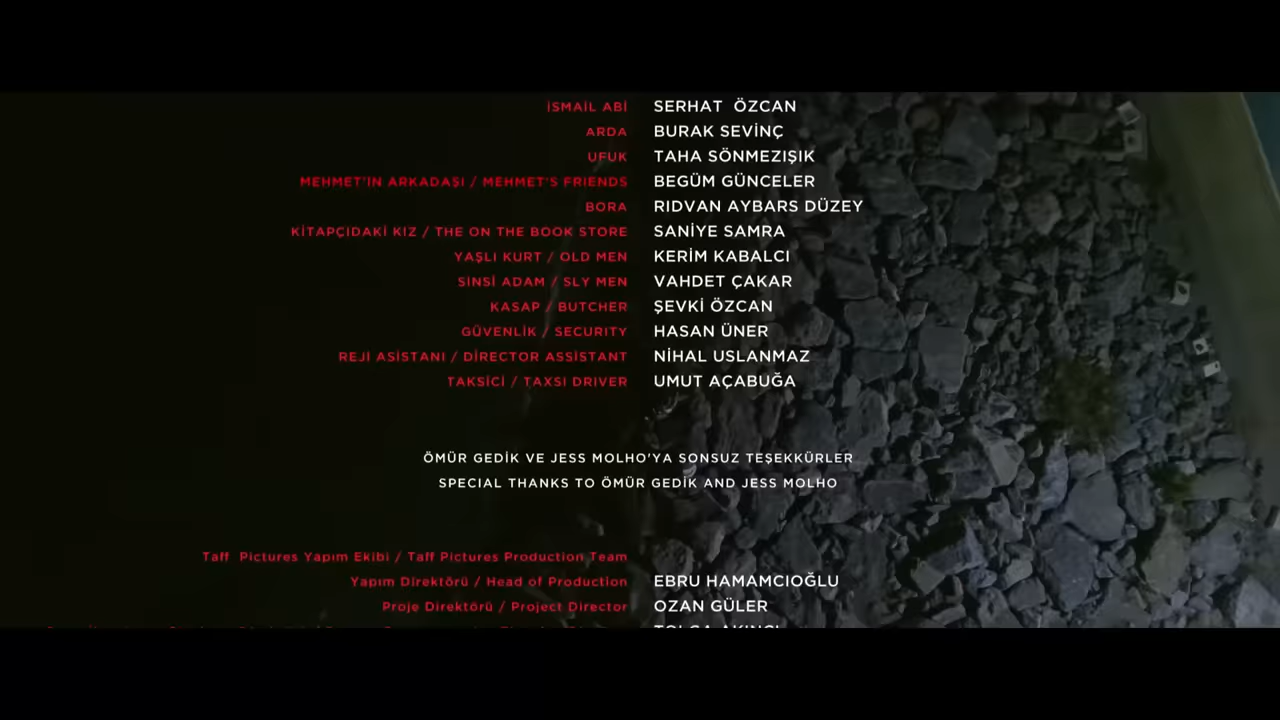 İSMAİL ABİ SERHAT ÖZCAN
ARDA BURAK SEVİNÇ
UFUK TAHA SÖNMEZIŞIK
MEHMET'İN ARKADAŞI / MEHMET'S FRIENDS BEGÜM GÜNCELER
BORA RIDVAN AYBARS DÜZEY
KİTAPÇIDAKİ KIZ / THE ON THE BOOK STORE SANİYE SAMRA
YAŞLI KURT / OLD MEN KERİM KABALCI
SİNSİ ADAM / SLY MEN VAHDET ÇAKAR
KASAP / BUTCHER ŞEVKİ ÖZCAN
GÜVENLİK / SECURITY HASAN ÜNER
REJİ ASİSTANI / DİRECTOR ASSİSTANT NİHAL USLANMAZ
TAKSİCİ / TAXSI DRIVER UMUT AÇABUĞA
ÖMÜR GEDİK VE JESS MOLHO'YA SONSUZ TEŞEKKÜRLER
SPECIAL THANKS TO ÖMÜR GEDİK AND JESS MOLHO
Taff Pictures Yapım Ekibi / Taff Pictures Production Team
Yapım Direktörü / Head of Production EBRU HAMAMCIOĞLU
Proje Direktörü / Project Director OZAN GÜLER